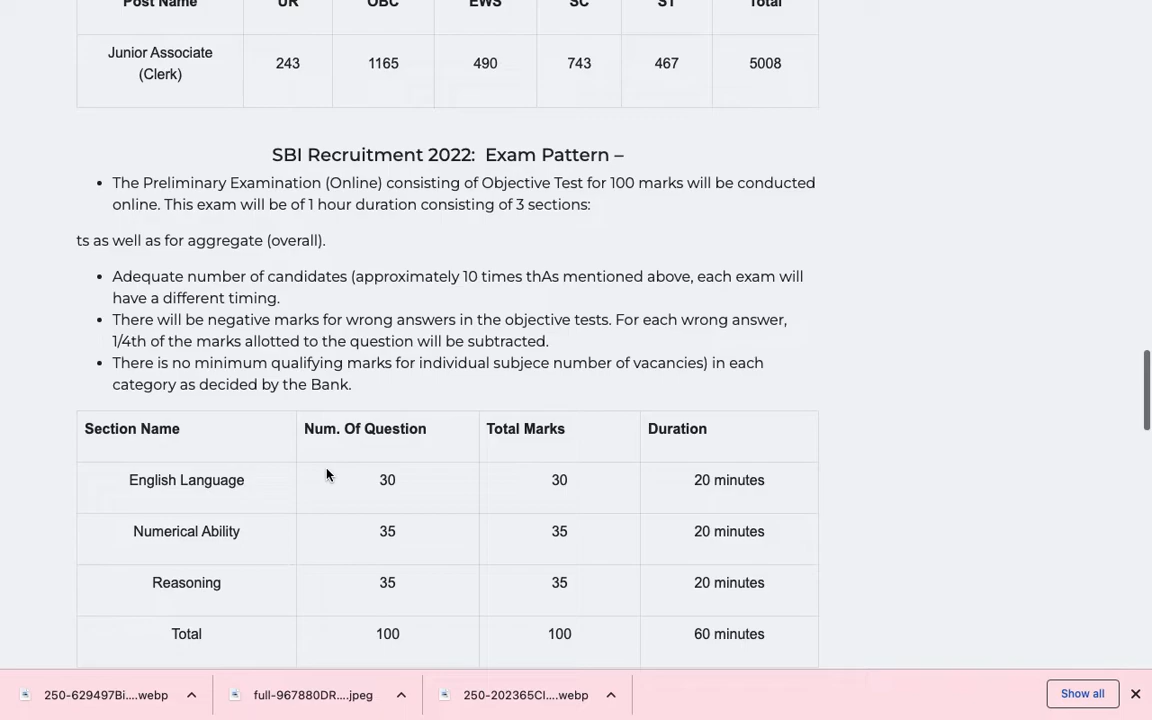 Post Name UR OBC EWS SC ST Total
Junior Associate
(Clerk) 243 1165 490 743 467 5008
SBI Recruitment 2022:  Exam Pattern –
• The Preliminary Examination (Online) consisting of Objective Test for 100 marks will be conducted
online. This exam will be of 1 hour duration consisting of 3 sections:
ts as well as for aggregate (overall).
• Adequate number of candidates (approximately 10 times thAs mentioned above, each exam will
have a different timing.
• There will be negative marks for wrong answers in the objective tests. For each wrong answer,
1/4th of the marks allotted to the question will be subtracted.
• There is no minimum qualifying marks for individual subjece number of vacancies) in each
category as decided by the Bank.
Section Name Num. Of Question Total Marks Duration
English Language 30 30 20 minutes
Numerical Ability 35 35 20 minutes
Reasoning 35 35 20 minutes
Total 100 100 60 minutes
250-629497Bi....webp full-967880DR....jpeg 250-202365Cl....webp Show all